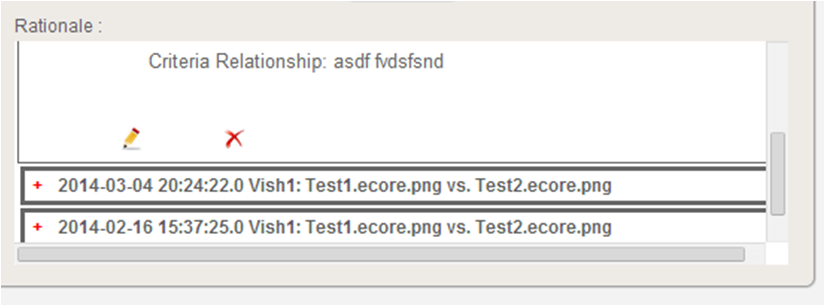 Rationale :
Criteria Relationship: asdf fvdsfsnd
+ 2014-03-04 20:24:22.0 Vish1: Test1.ecore.png vs. Test2.ecore.png
+ 2014-02-16 15:37:25.0 Vish1: Test1.ecore.png vs. Test2.ecore.png